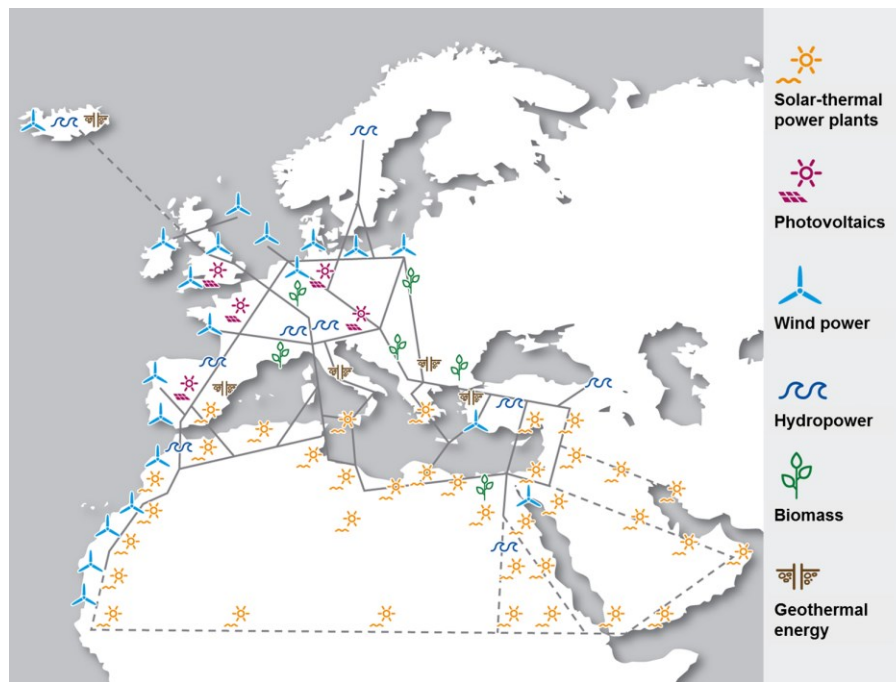 Solar-thermal
power plants
Photovoltaics
Wind power
Hydropower
Biomass
Geothermal
energy